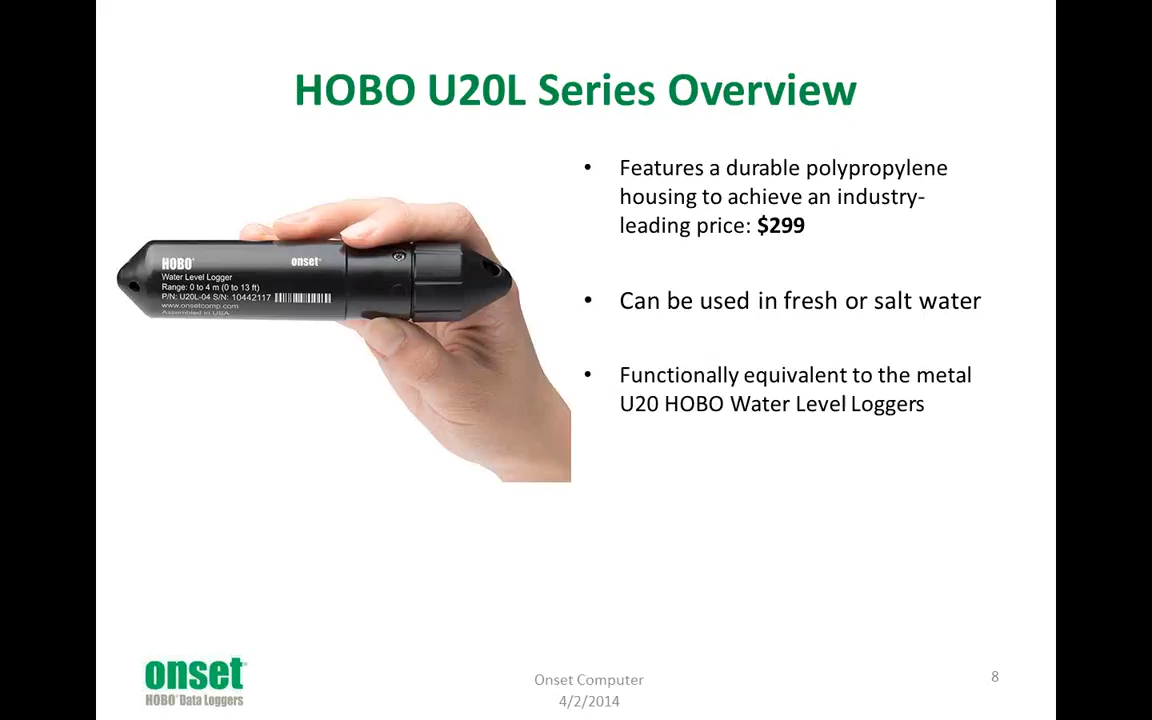 HOBO U20L Series Overview
HOBO®
onset®
Water Level Logger
Range: 0 to 4 m (0 to 13 ft)
P/N: U20L-04 S/N: 10442117
www.onsetcomp.com
Assembled in USA
• Features a durable polypropylene
housing to achieve an industry-
leading price: $299
• Can be used in fresh or salt water
• Functionally equivalent to the metal
U20 HOBO Water Level Loggers
onset®
HOBO® Data Loggers
Onset Computer
4/2/2014
8